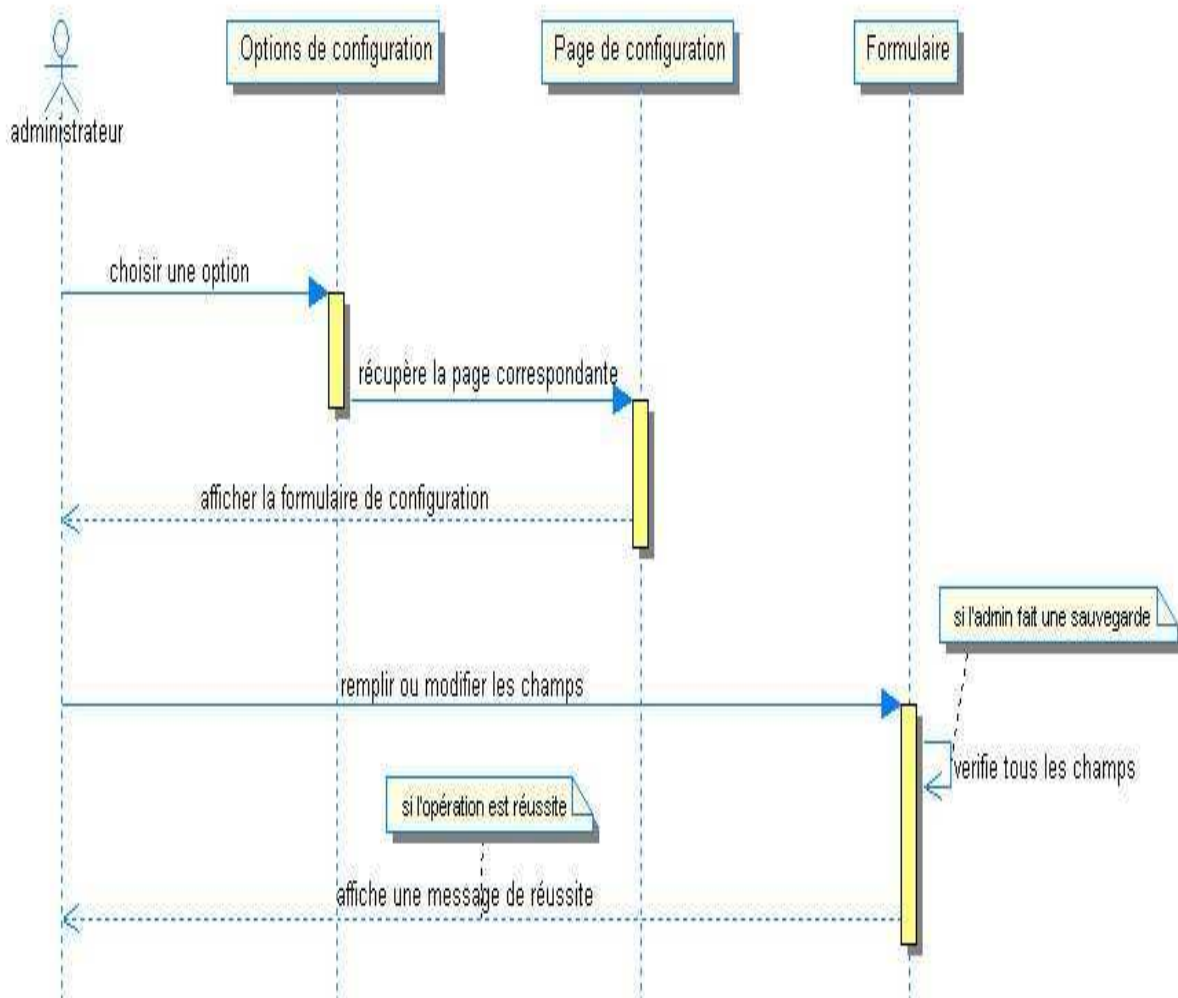 Options de configuration
Page de configuration
Formulaire
administrateur
choisir une option
récupère la page correspondante
afficher la formulaire de configuration
si l'admin fait une sauvegarde
remplir ou modifier les champs
verifie tous les champs
si l'opération est réussite
affiche une message de réussite